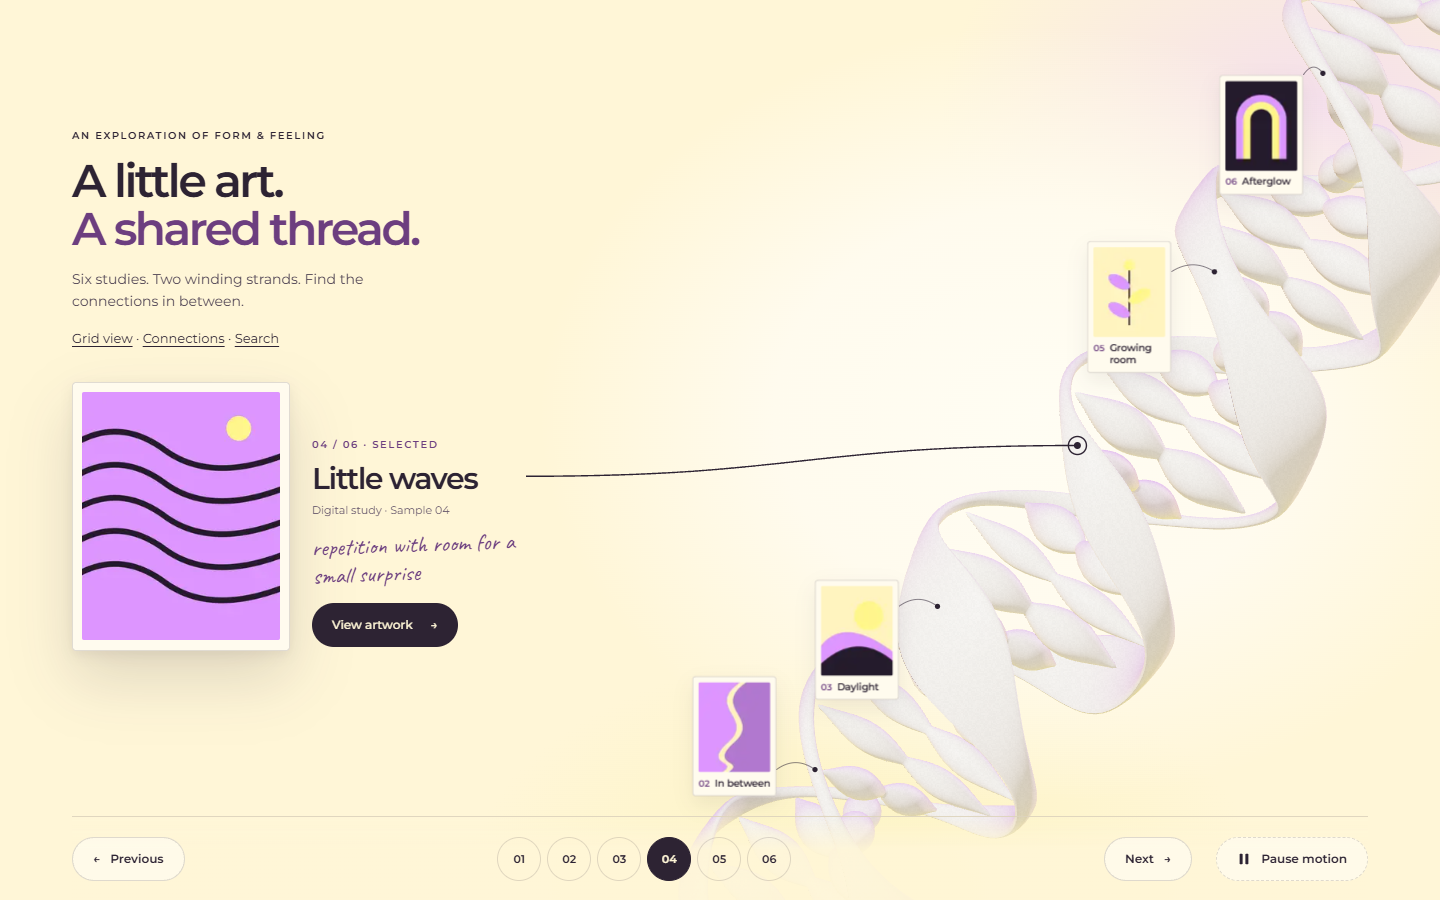 AN EXPLORATION OF FORM & FEELING
A little art.
A shared thread.
Six studies. Two winding strands. Find the
connections in between.
Grid view · Connections · Search
04 / 06 · SELECTED
Little waves
Digital study · Sample 04
repetition with room for a
small surprise
View artwork →
06 Afterglow
05 Growing
room
03 Daylight
02 In between
← Previous
01 02 03 04 05 06
Next →
Pause motion